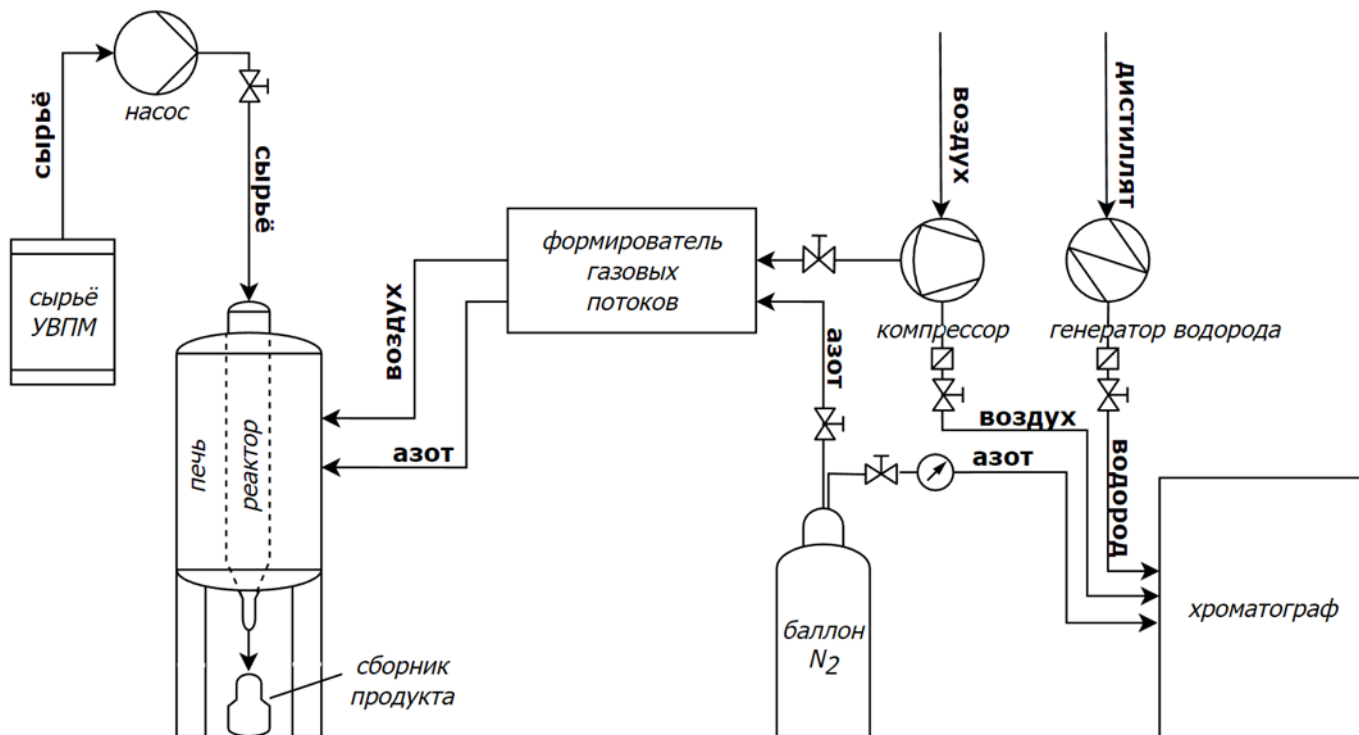 сырьё
насос
сырьё
сырьё
УВПМ
печь
реактор
сборник
продукта
воздух
азот
формирователь
газовых
потоков
воздух
дистиллят
компрессор
генератор водорода
азот
воздух
азот
водород
баллон
N2
хроматограф